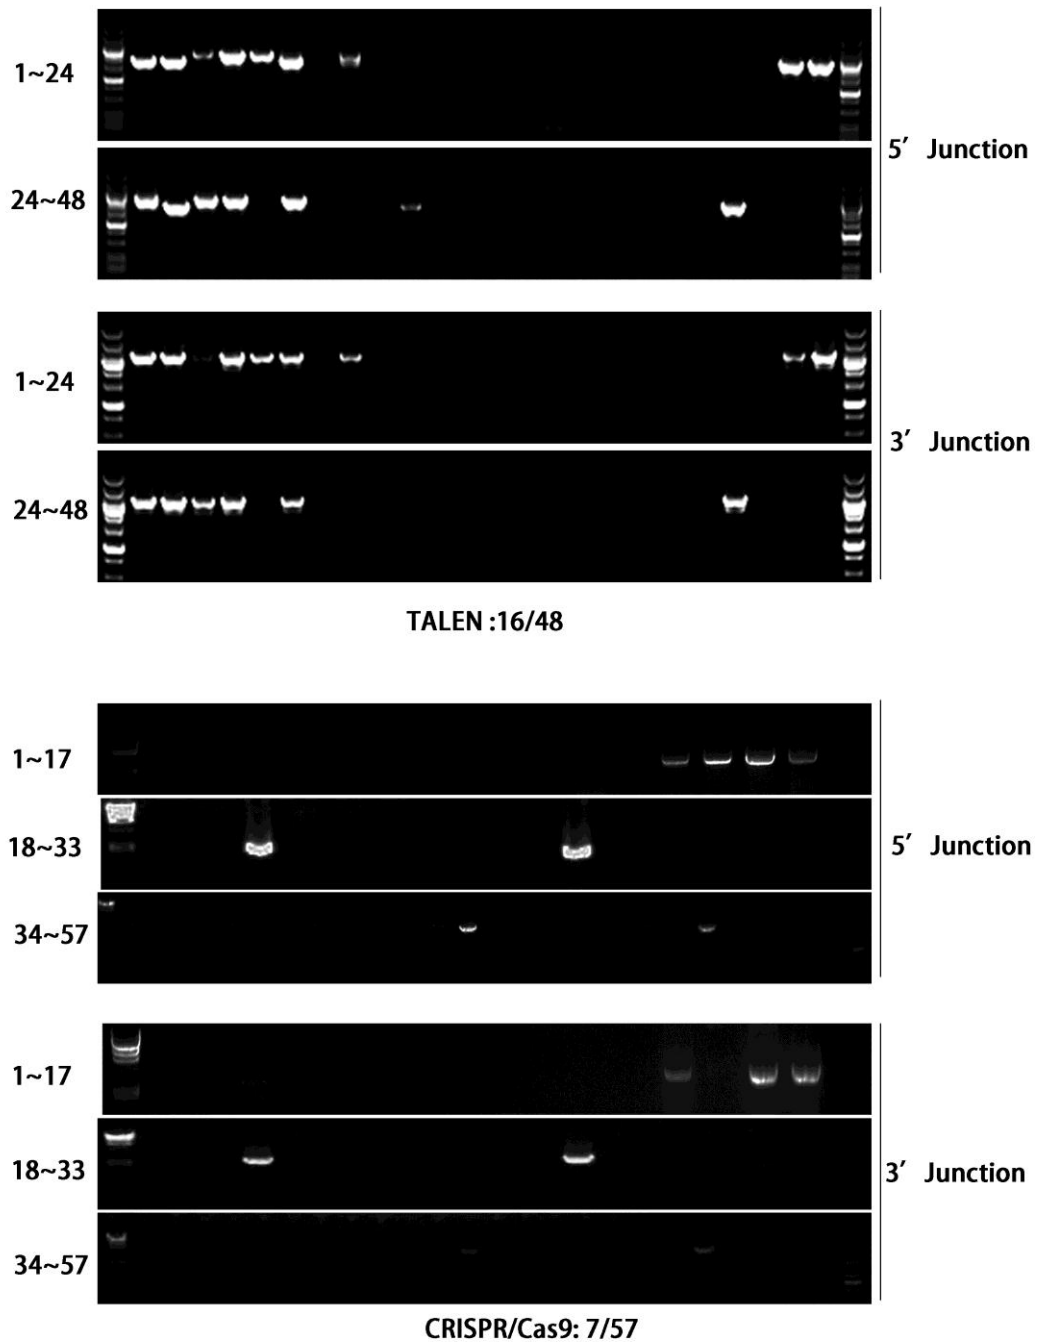 1~24
5′ Junction
24~48
1~24
3′ Junction
24~48
TALEN :16/48
1~17
18~33
5′ Junction
34~57
1~17
18~33
3′ Junction
34~57
CRISPR/Cas9: 7/57